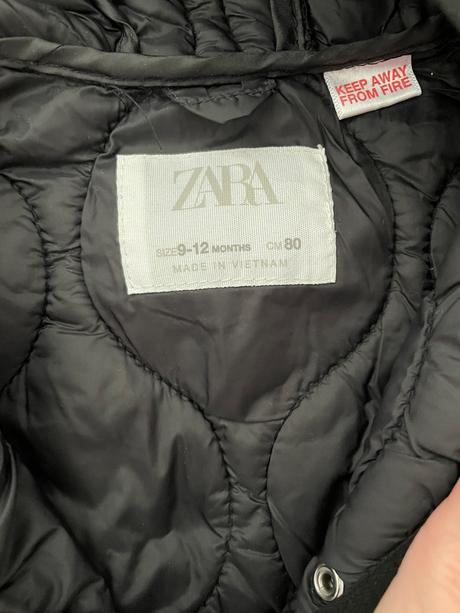 KEEP AWAY
FROM FIRE
ZARA
SIZE 9-12 MONTHS CM 80
MADE IN VIETNAM